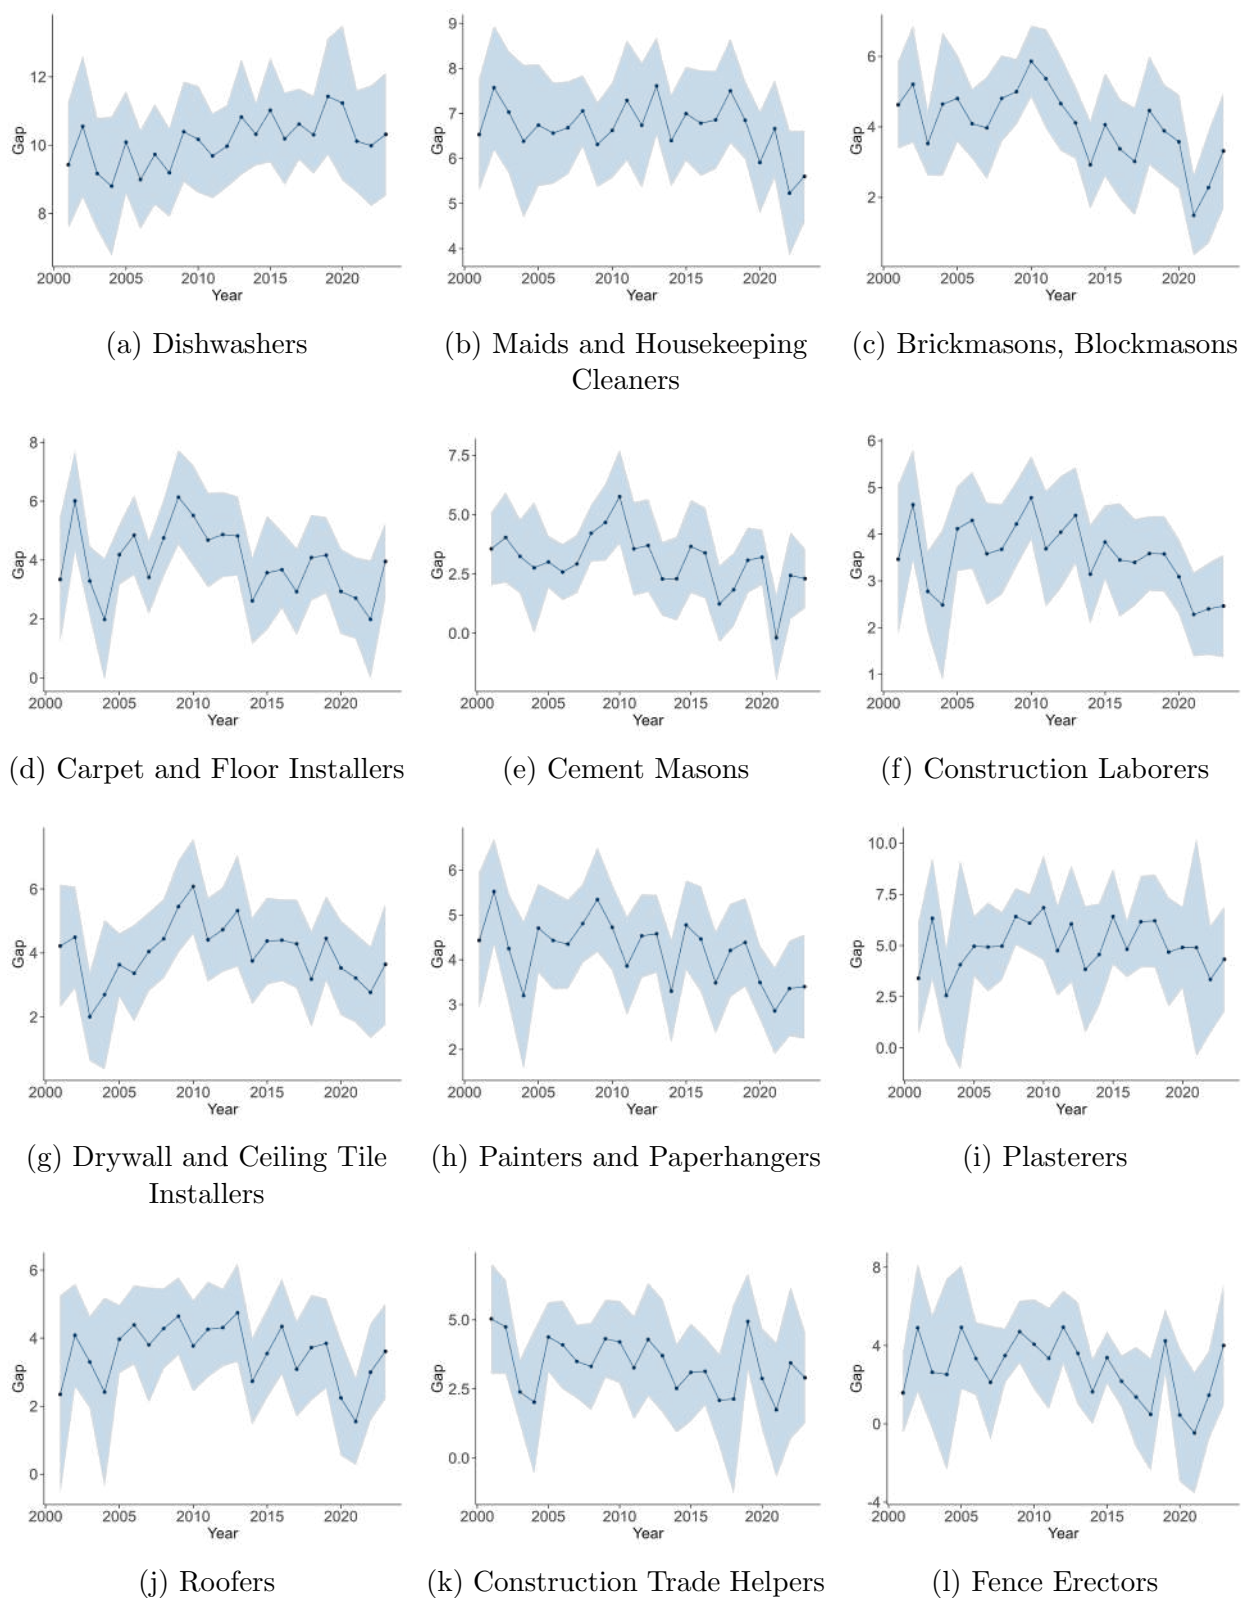 12
10
8
Gap
2000 2005 2010 2015 2020
Year
(a) Dishwashers
9
8
7
6
5
4
Gap
2000 2005 2010 2015 2020
Year
(b) Maids and Housekeeping
Cleaners
6
4
2
Gap
2000 2005 2010 2015 2020
Year
(c) Brickmasons, Blockmasons
8
6
4
2
0
Gap
2000 2005 2010 2015 2020
Year
(d) Carpet and Floor Installers
7.5
5.0
2.5
0.0
Gap
2000 2005 2010 2015 2020
Year
(e) Cement Masons
6
5
4
3
2
1
Gap
2000 2005 2010 2015 2020
Year
(f) Construction Laborers
6
4
2
Gap
2000 2005 2010 2015 2020
Year
(g) Drywall and Ceiling Tile
Installers
6
5
4
3
2
Gap
2000 2005 2010 2015 2020
Year
(h) Painters and Paperhangers
10.0
7.5
5.0
2.5
0.0
Gap
2000 2005 2010 2015 2020
Year
(i) Plasterers
6
4
2
0
Gap
2000 2005 2010 2015 2020
Year
(j) Roofers
5.0
2.5
0.0
Gap
2000 2005 2010 2015 2020
Year
(k) Construction Trade Helpers
8
4
0
-4
Gap
2000 2005 2010 2015 2020
Year
(l) Fence Erectors